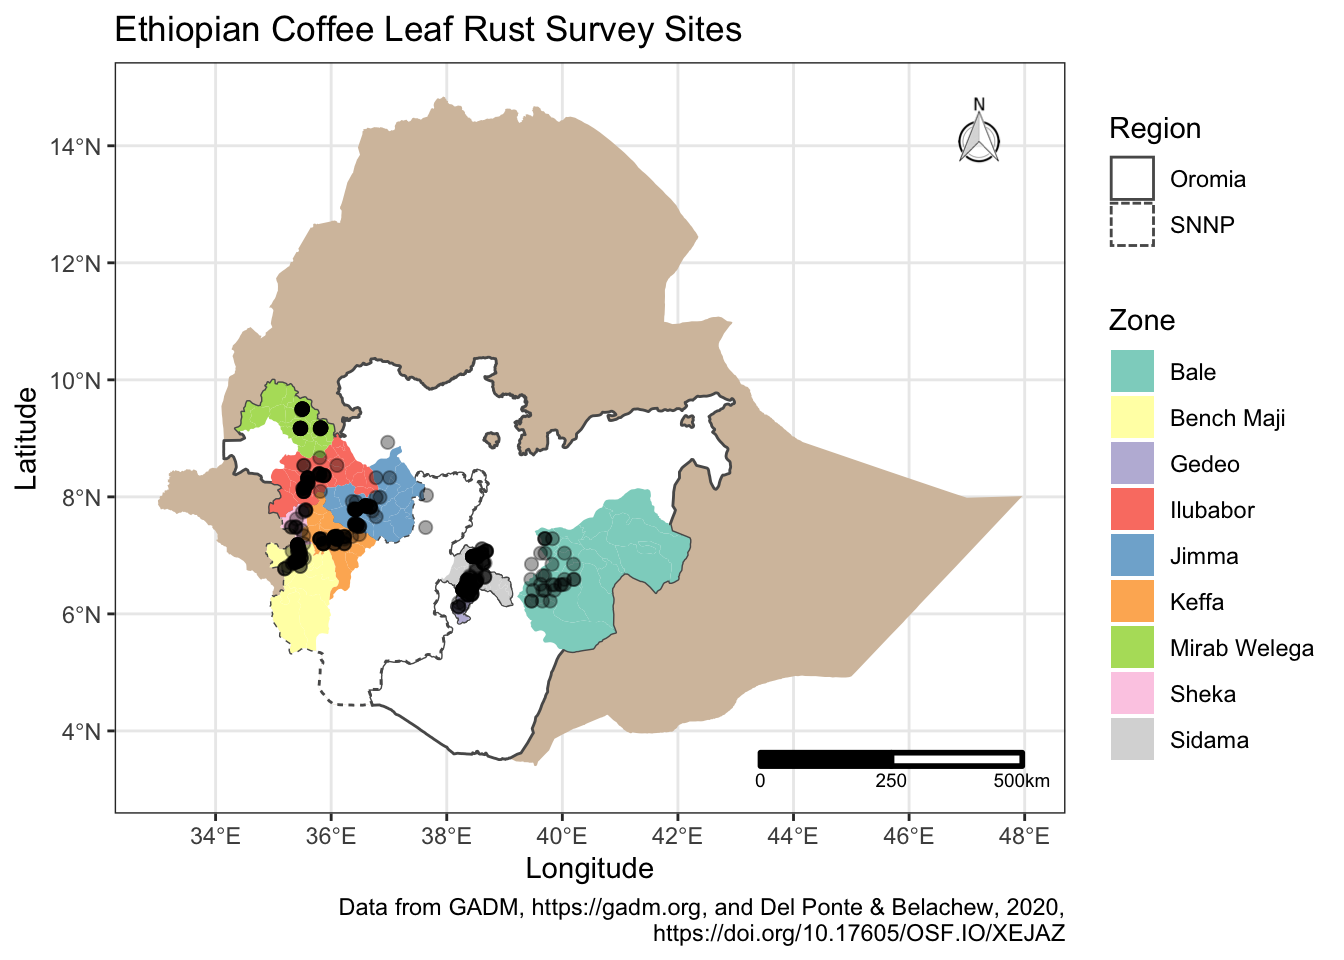 Ethiopian Coffee Leaf Rust Survey Sites
N
14°N
12°N
10°N
8°N
6°N
4°N
Latitude
34°E
36°E
38°E
40°E
42°E
44°E
46°E
48°E
Longitude
0
250
500km
Region
Oromia
SNNP
Zone
Bale
Bench Maji
Gedeo
Ilubabor
Jimma
Keffa
Mirab Welega
Sheka
Sidama
Data from GADM, https://gadm.org, and Del Ponte & Belachew, 2020,
https://doi.org/10.17605/OSF.IO/XEJAZ